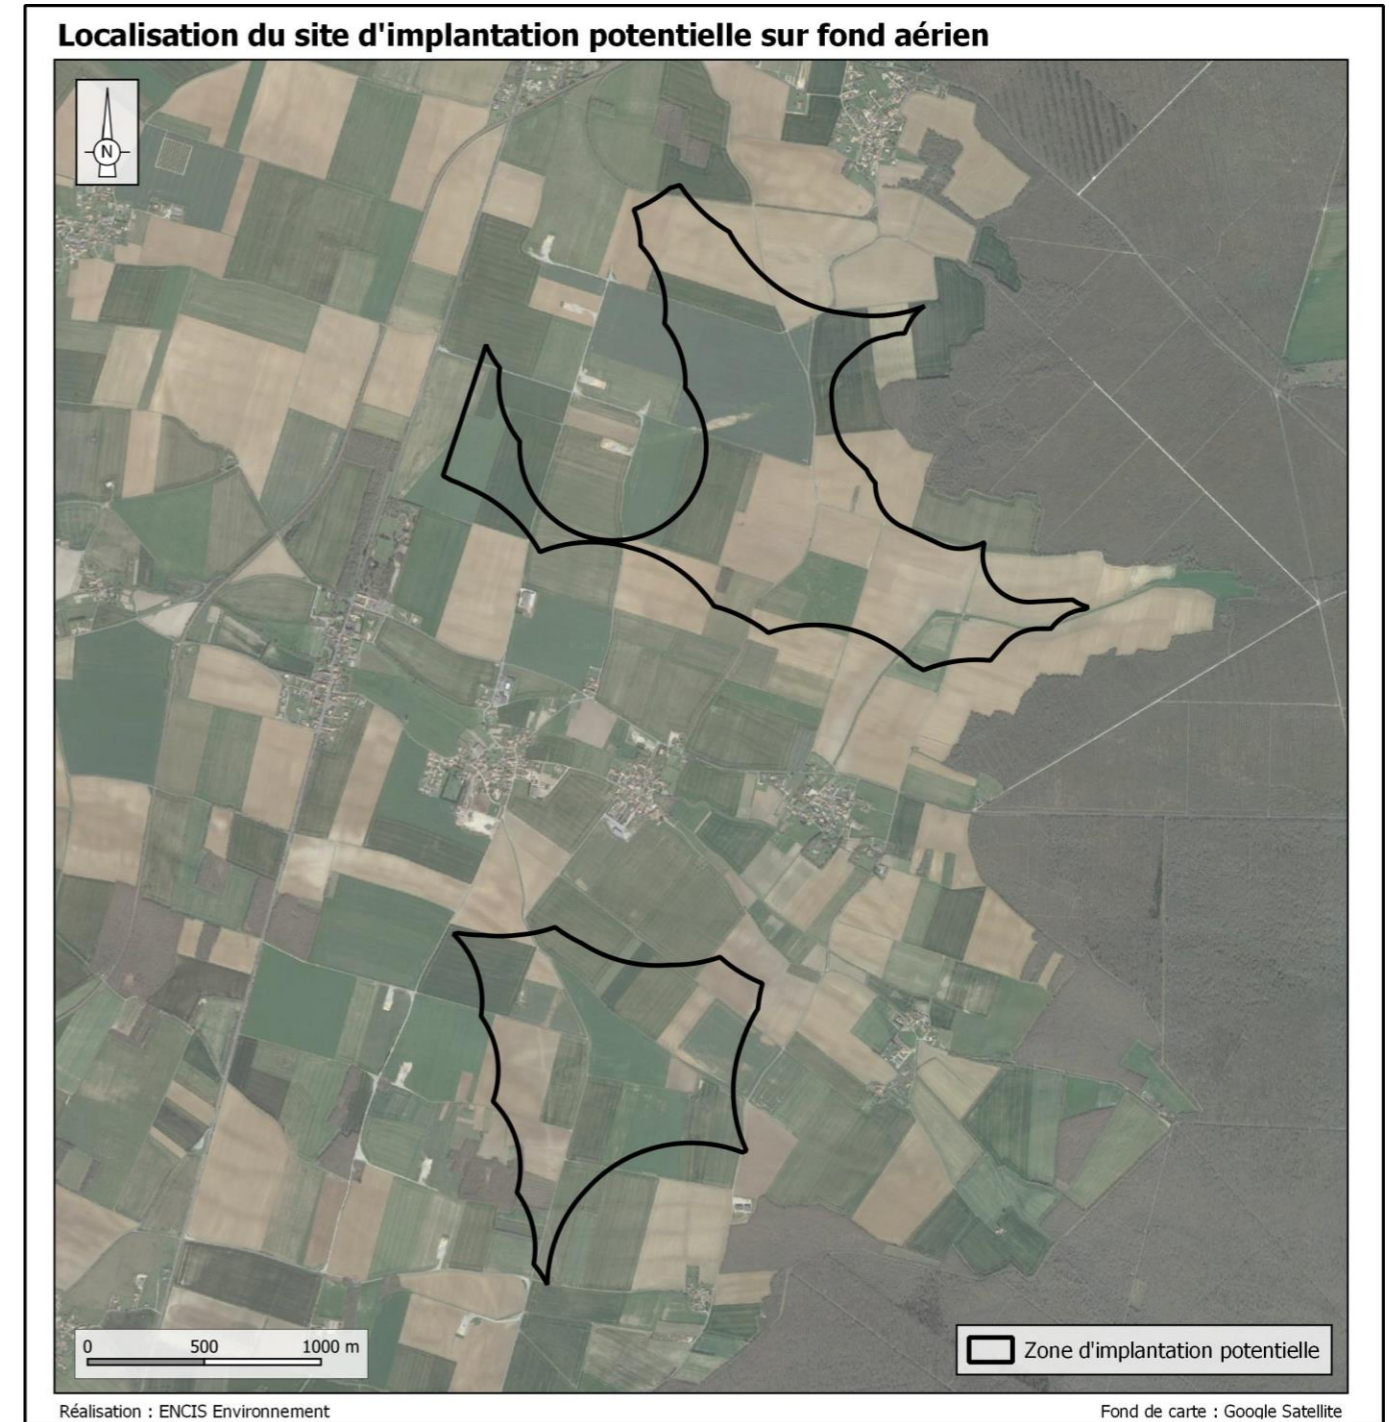 Localisation du site d'implantation potentielle sur fond aérien
N
0 500 1000 m
Zone d'implantation potentielle
Réalisation : ENCIS Environnement
Fond de carte : Google Satellite